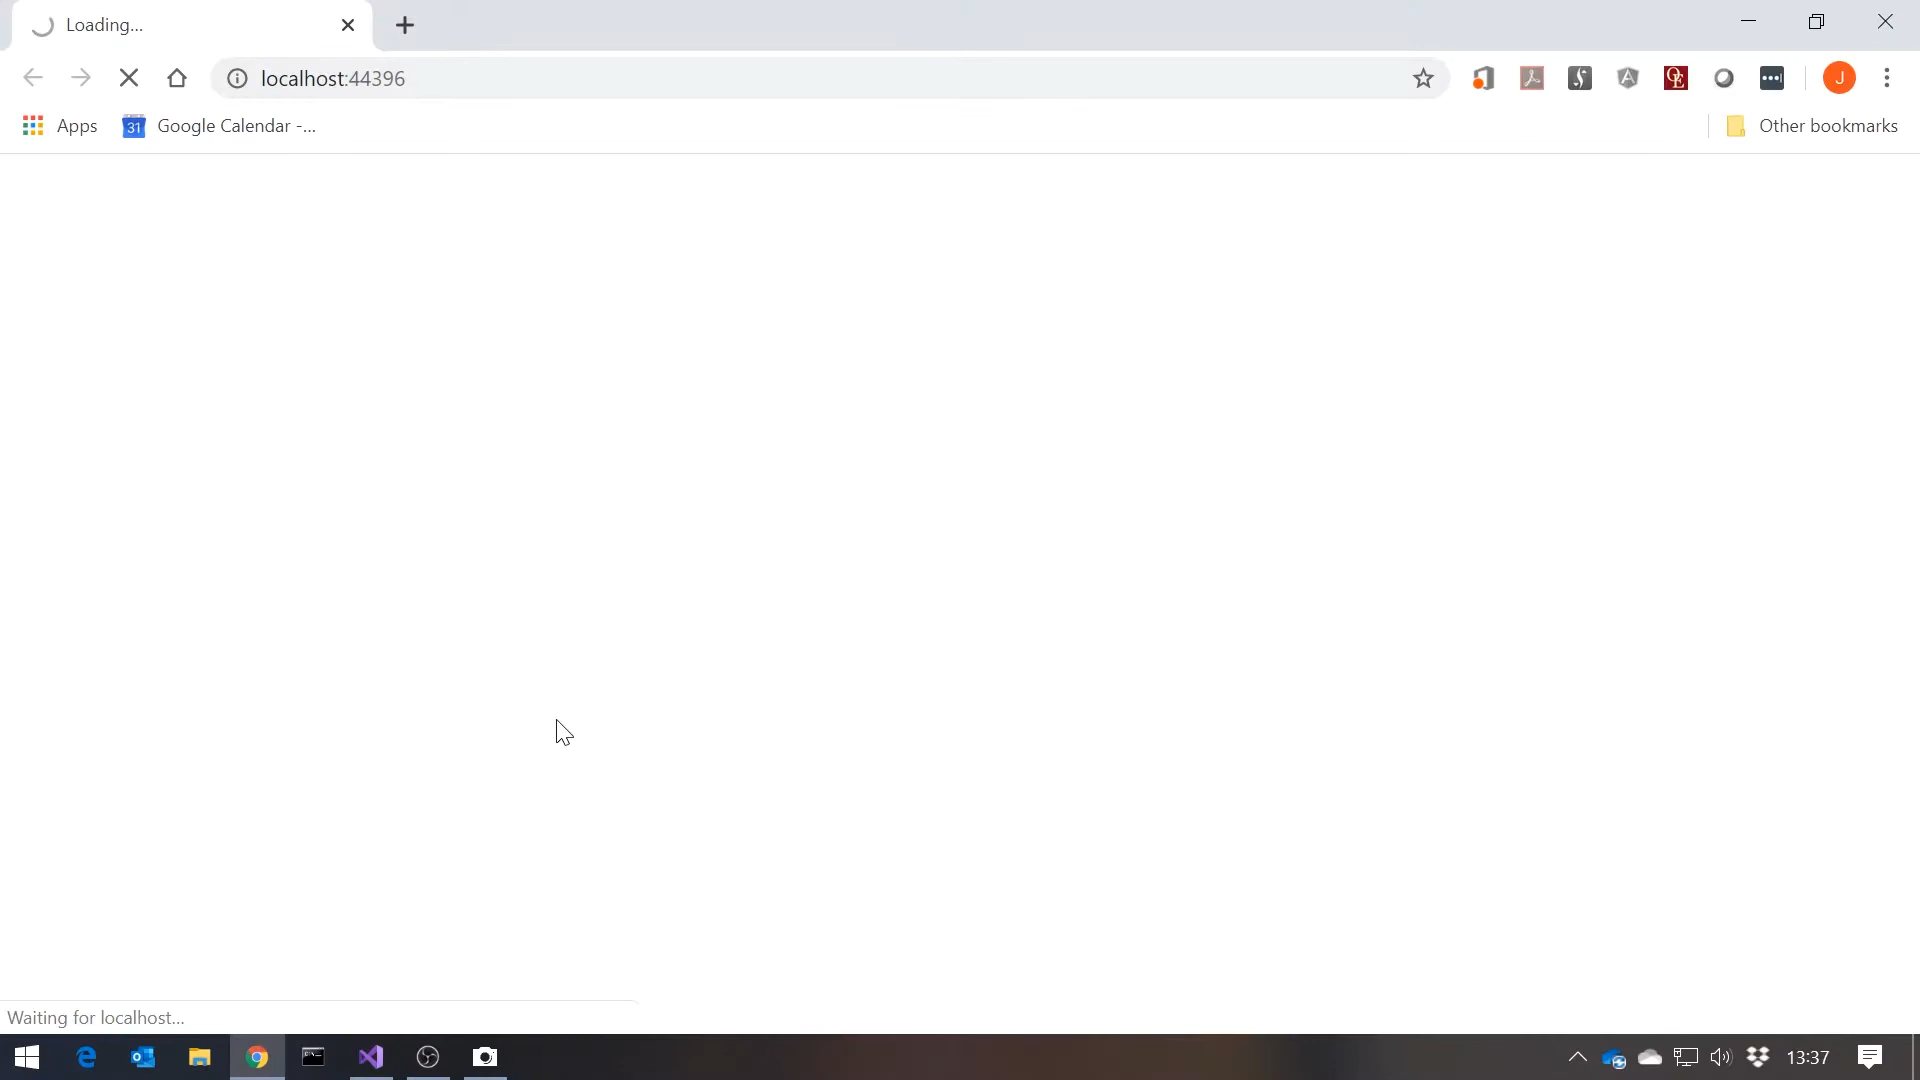 Loading...
localhost:44396
J
Apps
31
Google Calendar -...
Other bookmarks
Waiting for localhost...
13:37